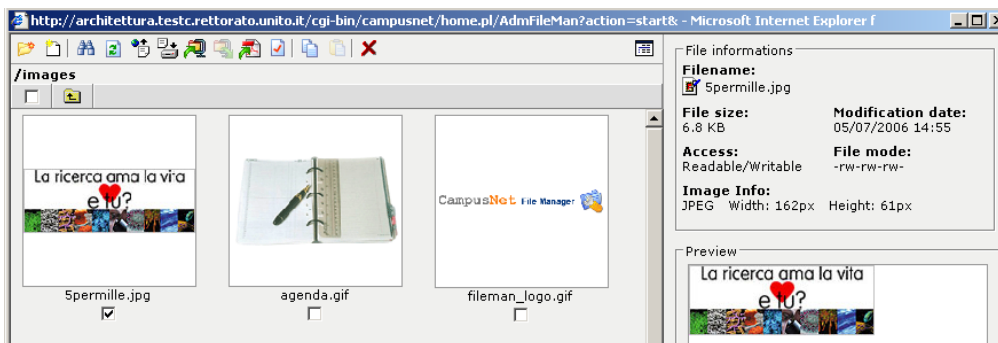 http://architettura.testc.rettorato.unito.it/cgi-bin/campusnet/home.pl/AdmFileMan?action=start& - Microsoft Internet Explorer f
/images
La ricerca ama la vita
e tu?
5permille.jpg
agenda.gif
CampusNet File Manager
fileman_logo.gif
File informations
Filename:
5permille.jpg
File size:
6.8 KB
Modification date:
05/07/2006 14:55
Access:
Readable/Writable
File mode:
-rw-rw-rw-
Image Info:
JPEG Width: 162px Height: 61px
Preview
La ricerca ama la vita
e tu?